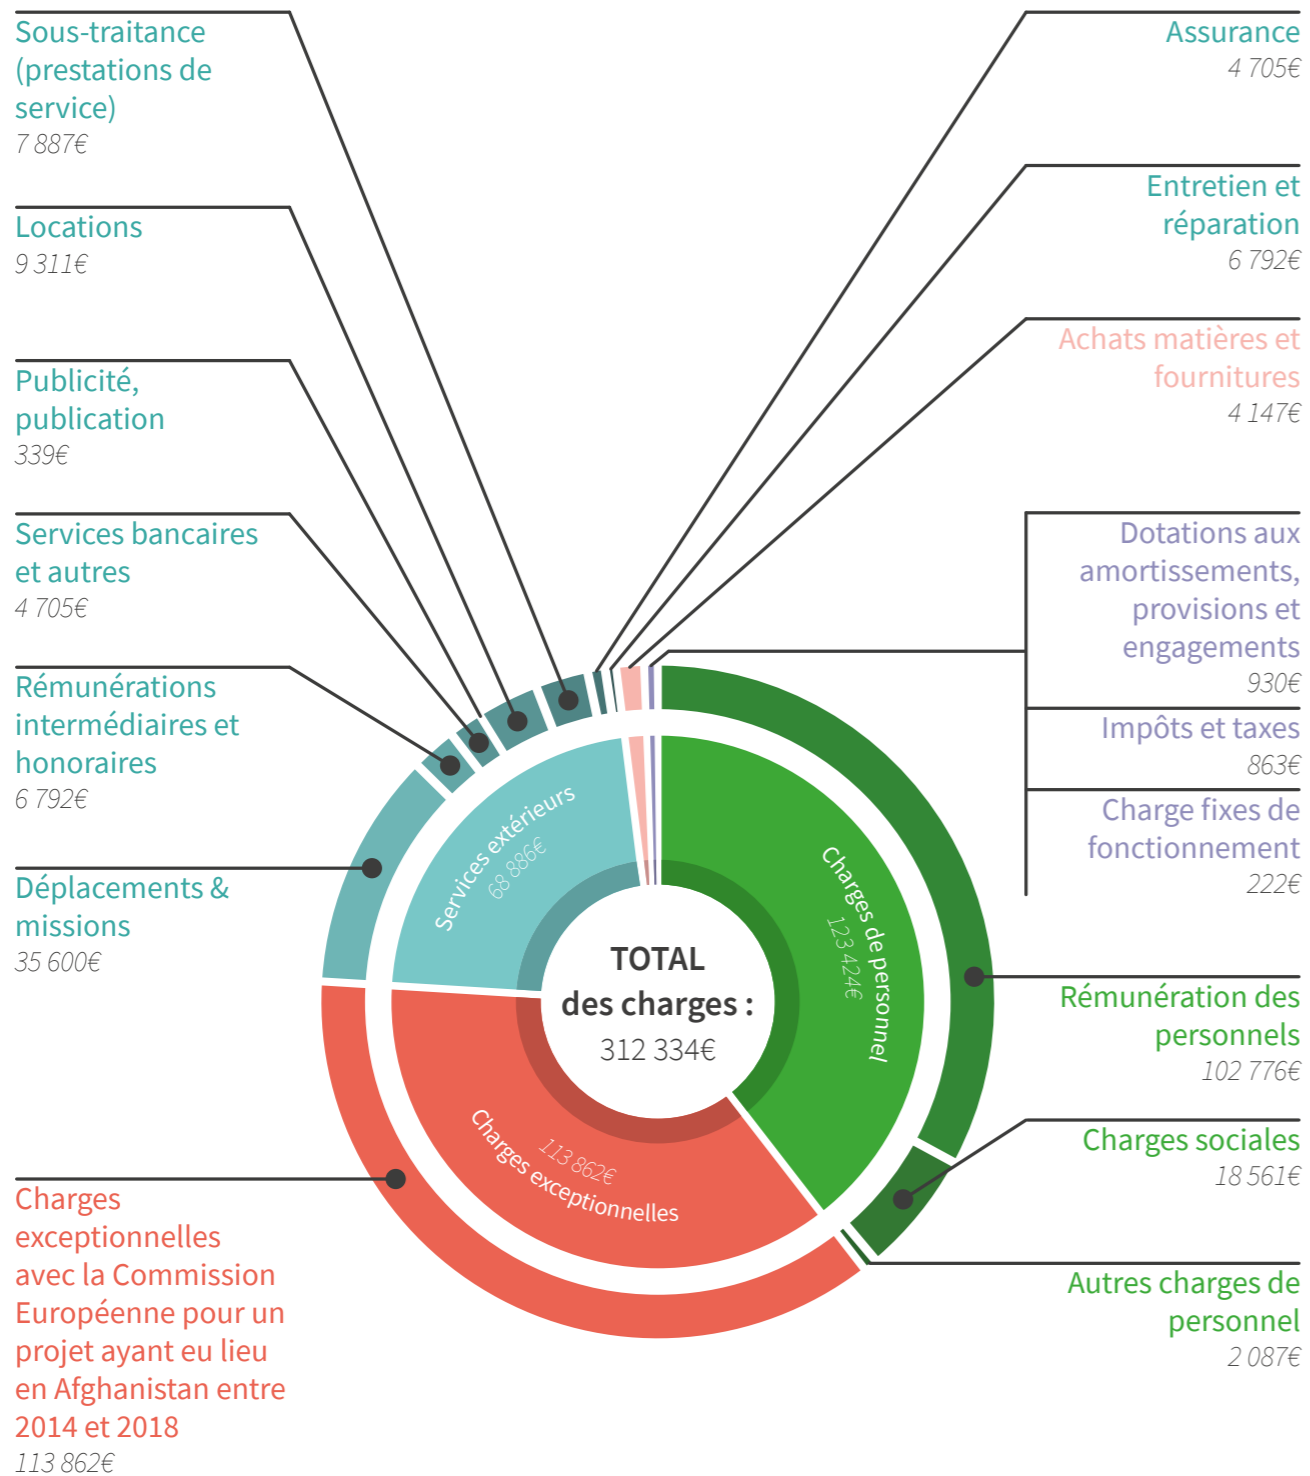 Sous-traitance
(prestations de
service)
7 887€
Locations
9 311€
Publicité,
publication
339€
Services bancaires
et autres
4 705€
Rémunérations
intermédiaires et
honoraires
6 792€
Déplacements &
missions
35 600€
Charges
exceptionnelles
avec la Commission
Européenne pour un
projet ayant eu lieu
en Afghanistan entre
2014 et 2018
113 862€
Services extérieurs
68 886€
Charges de personnel
123 424€
TOTAL
des charges :
312 334€
113 862€
Charges exceptionnelles
Assurance
4 705€
Entretien et
réparation
6 792€
Achats matières et
fournitures
4 147€
Dotations aux
amortissements,
provisions et
engagements
930€
Impôts et taxes
863€
Charge fixes de
fonctionnement
222€
Rémunération des
personnels
102 776€
Charges sociales
18 561€
Autres charges de
personnel
2 087€